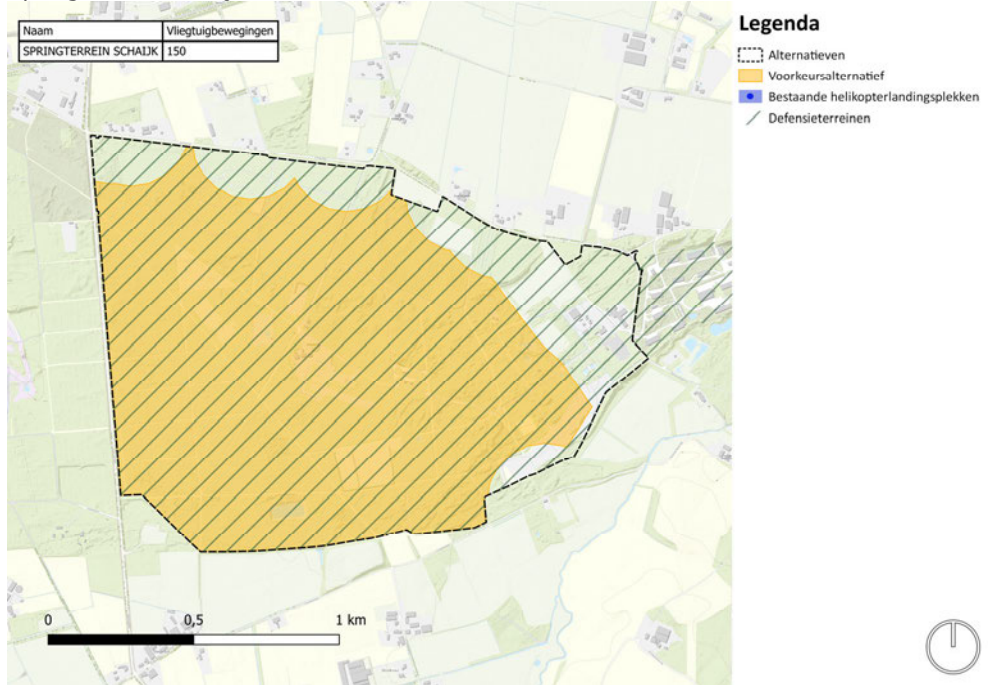 Naam Vliegtuigbewegingen
SPRINGTERREIN SCHAIJK 150
Legenda
Alternatieven
Voorkeursalternatief
Bestaande helikopterlandingsplekken
Defensieterreinen
0 0,5 1 km